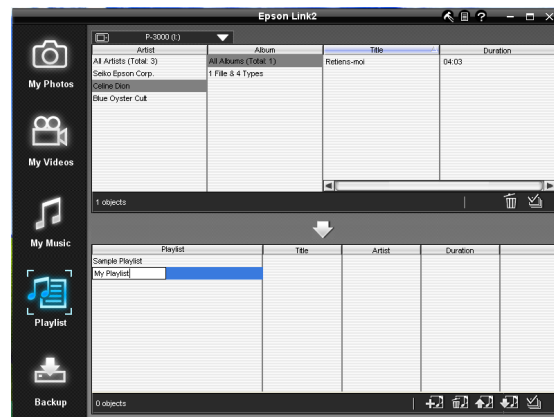 Epson Link2
?
P-3000 (I:)
Artist Album Title Duration
All Artists (Total: 3) All Albums (Total: 1) Retiens-moi 04:03
Seiko Epson Corp. 1 Fille & 4 Types
Celine Dion
Blue Oyster Cult
1 objects
My Photos
My Videos
My Music
Playlist
Backup
Playlist Title Artist Duration
Sample Playlist
My Playlist
0 objects